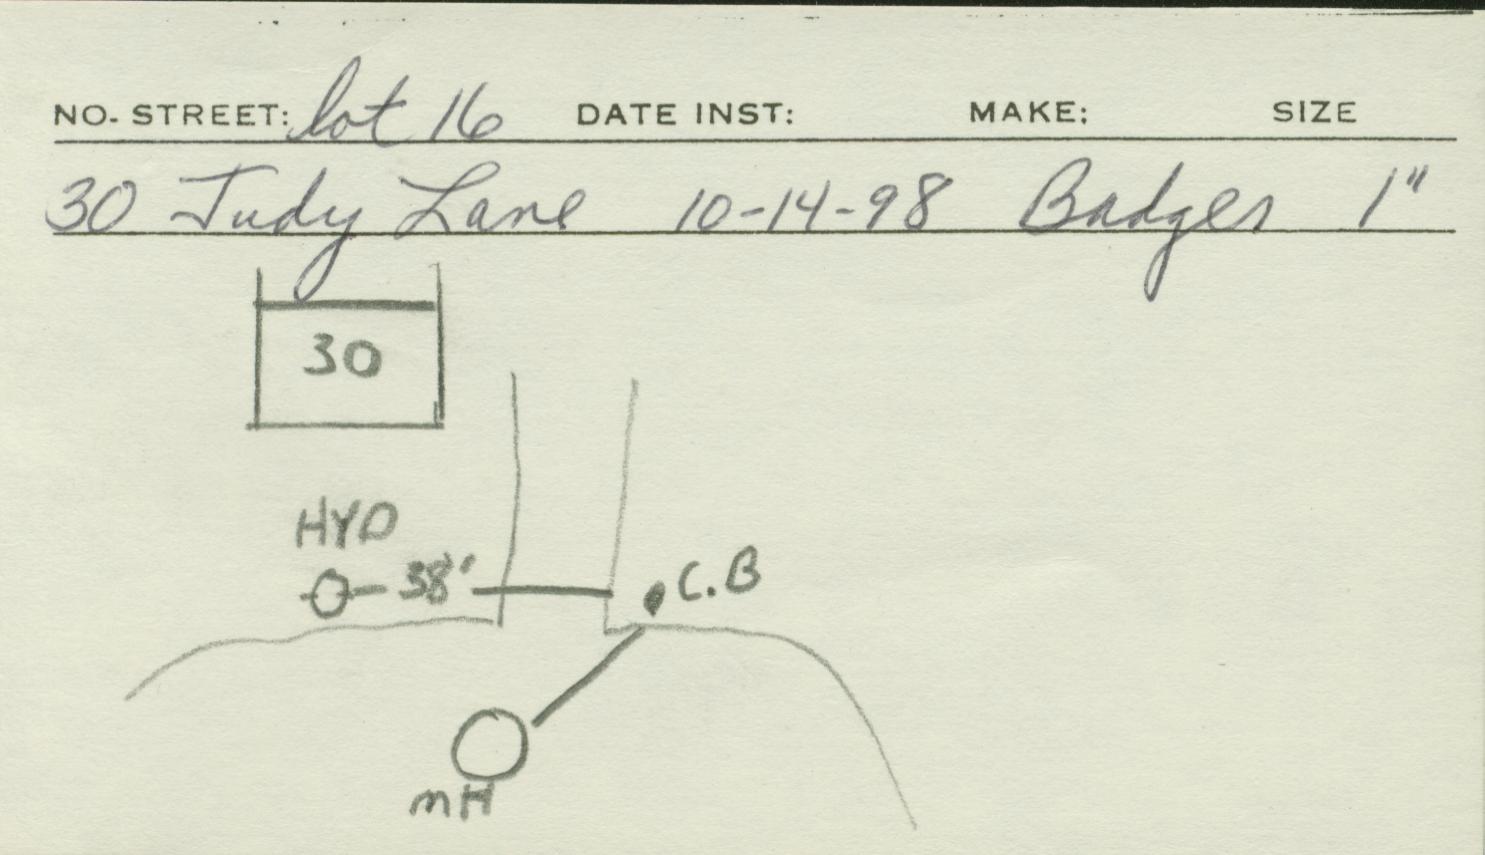 NO. STREET: lot 16 DATE INST: MAKE: SIZE
30 Judy Lane 10-14-98 Badger 1"
30
HYD
38'
C.B
mH